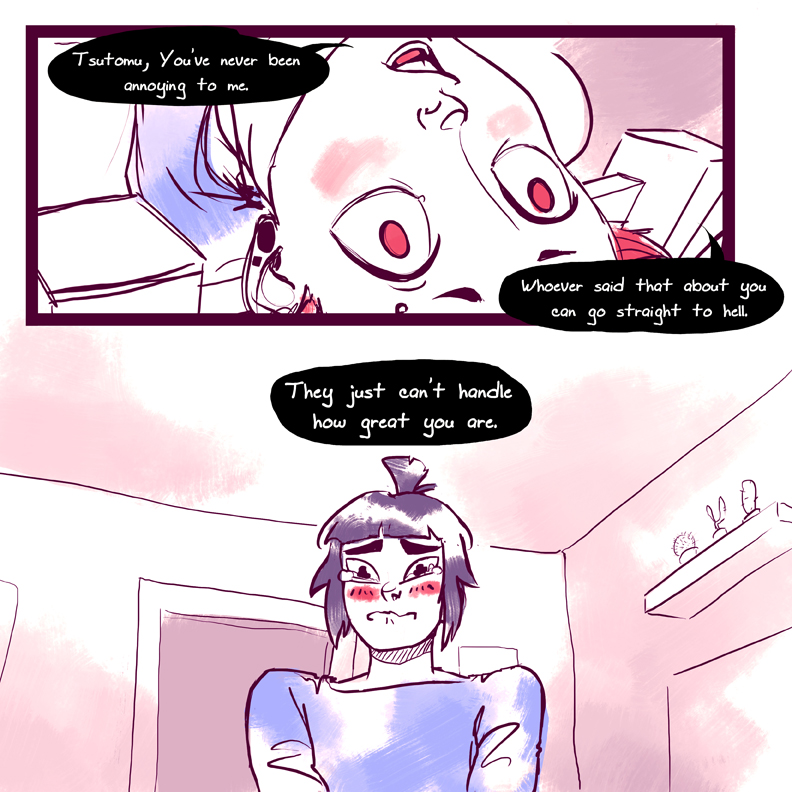 Tsutomu, You've never been
annoying to me.
Whoever said that about you
can go straight to hell.
They just can't handle
how great you are.